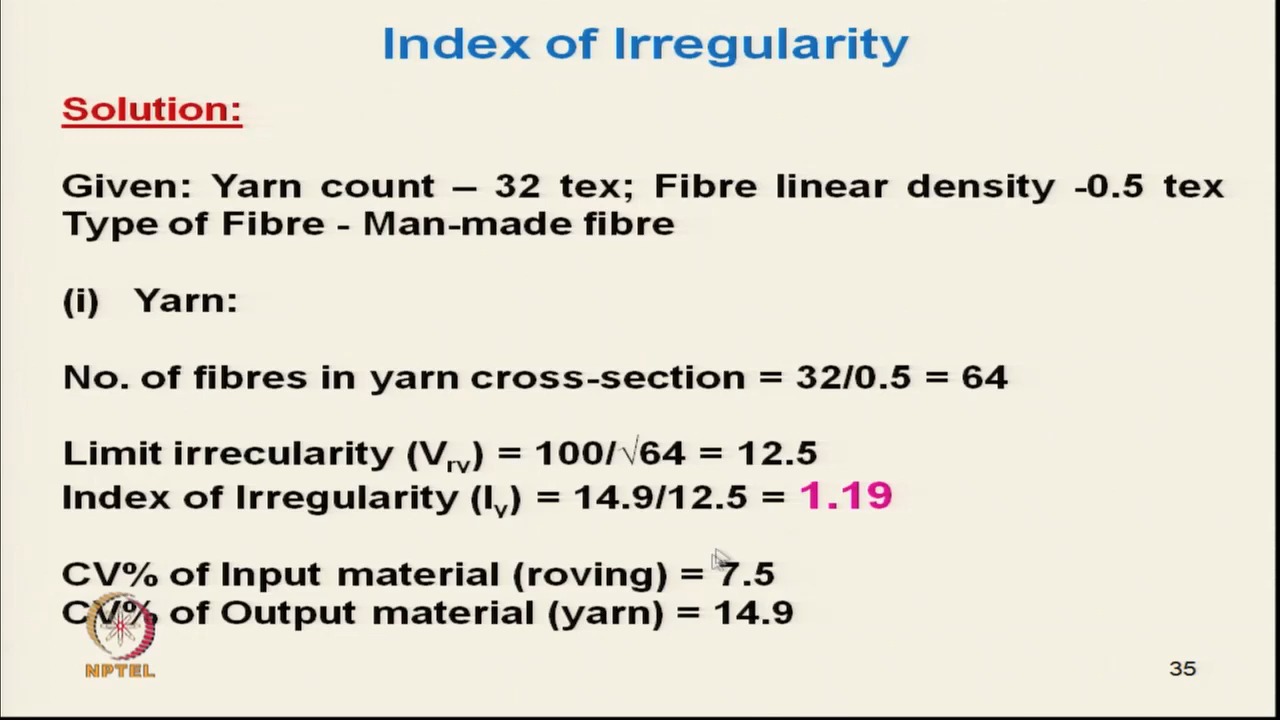 Index of Irregularity
Solution:
Given: Yarn count – 32 tex; Fibre linear density -0.5 tex
Type of Fibre - Man-made fibre
(i) Yarn:
No. of fibres in yarn cross-section = 32/0.5 = 64
Limit irrecularity (Vrv) = 100/√64 = 12.5
Index of Irregularity (Iy) = 14.9/12.5 = 1.19
CV% of Input material (roving) = 7.5
CV% of Output material (yarn) = 14.9
NPTEL
35